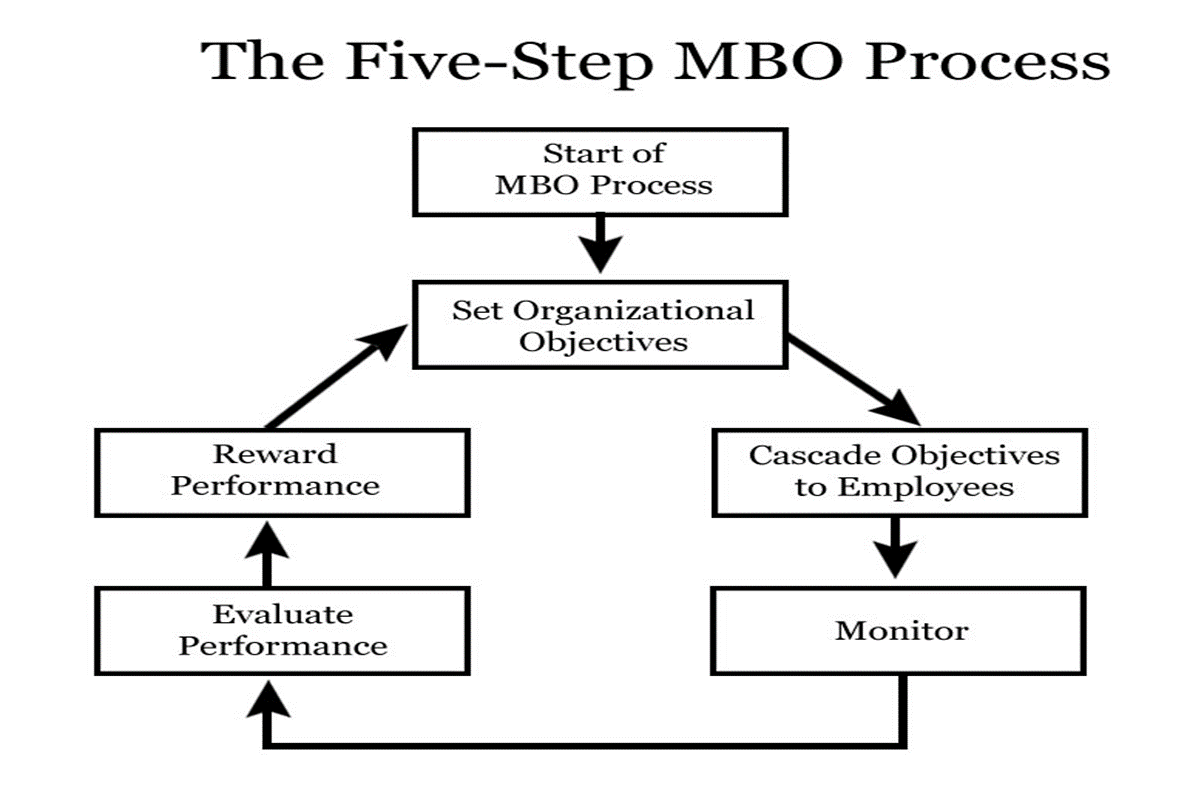 The Five-Step MBO Process
Start of
MBO Process
Set Organizational
Objectives
Reward
Performance
Cascade Objectives
to Employees
Evaluate
Performance
Monitor